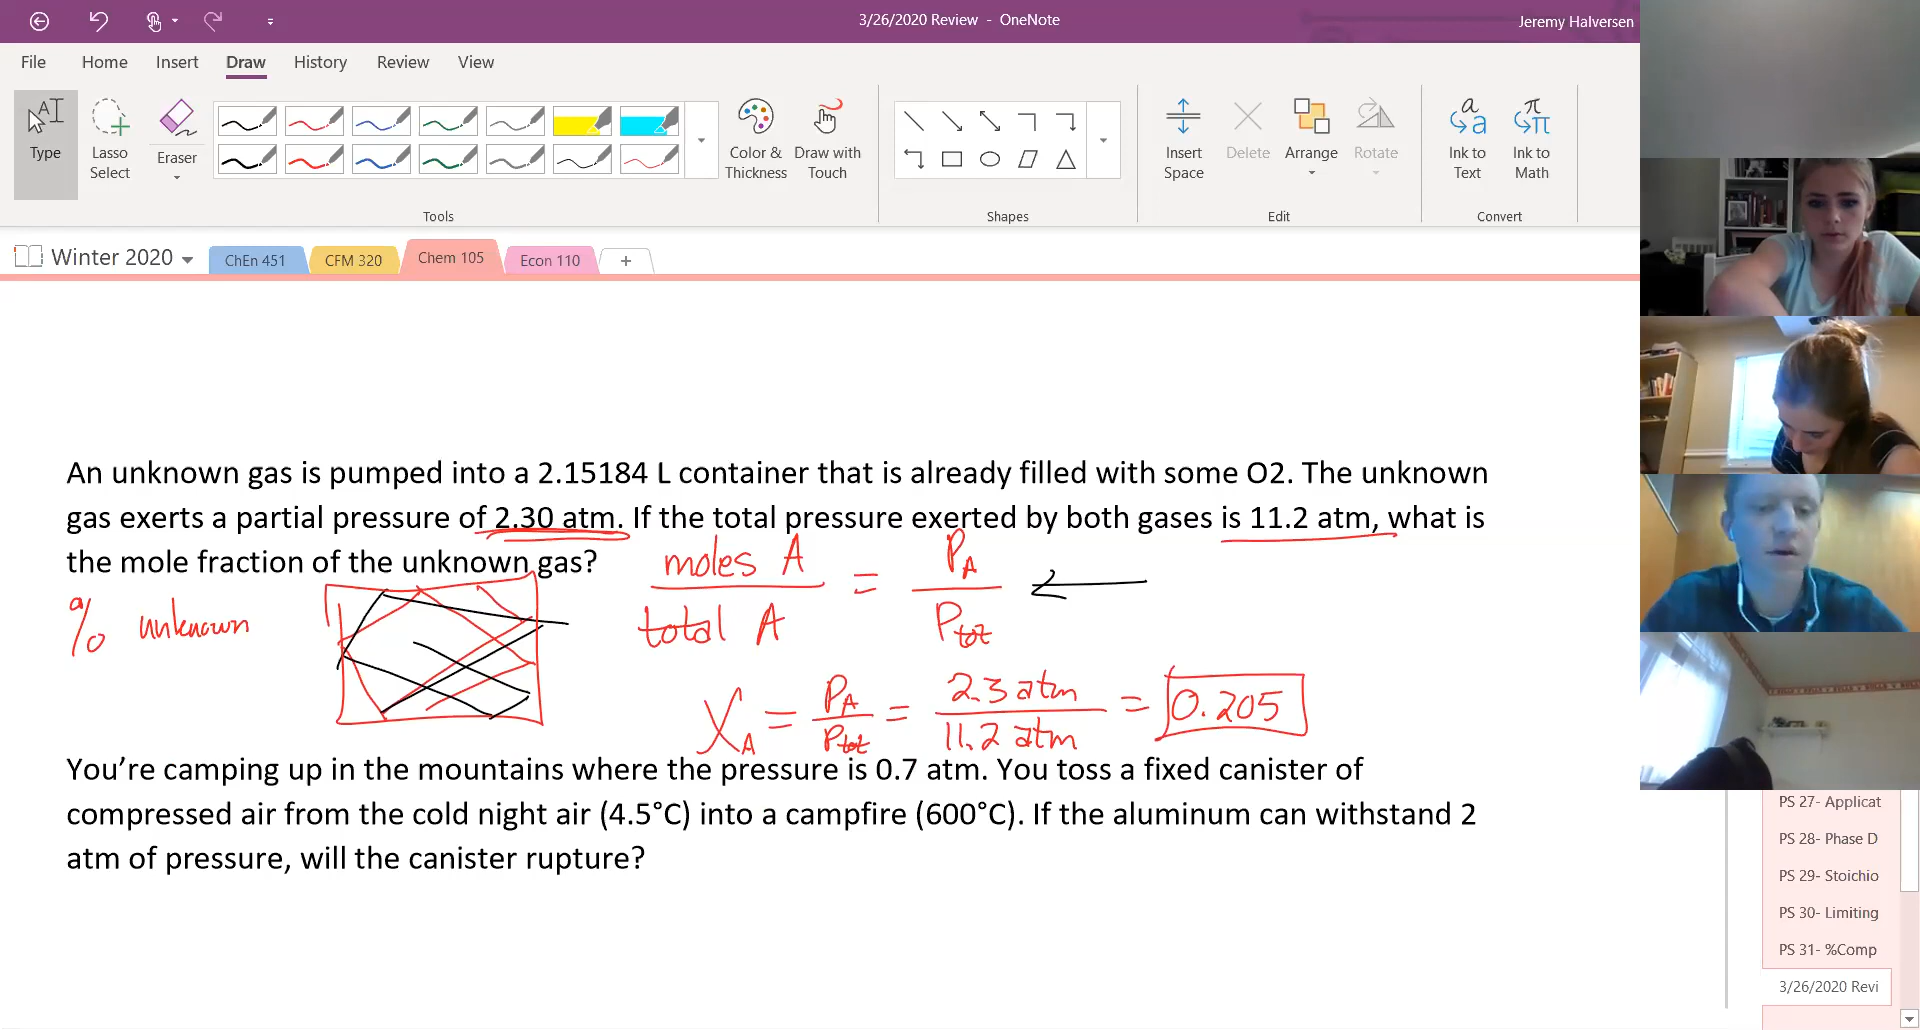 3/26/2020 Review - OneNote
Jeremy Halversen
File Home Insert Draw History Review View
Type
Lasso Select
Eraser
Color & Thickness
Draw with Touch
Insert Space
Delete
Arrange
Rotate
Ink to Text
Ink to Math
Tools
Shapes
Edit
Convert
Winter 2020
ChEn 451
CFM 320
Chem 105
Econ 110
+
An unknown gas is pumped into a 2.15184 L container that is already filled with some O2. The unknown
gas exerts a partial pressure of 2.30 atm. If the total pressure exerted by both gases is 11.2 atm, what is
the mole fraction of the unknown gas?
moles A / total A = PA / Ptot
% unknown
XA = PA / Ptot = 2.3 atm / 11.2 atm = 0.205
You’re camping up in the mountains where the pressure is 0.7 atm. You toss a fixed canister of
compressed air from the cold night air (4.5°C) into a campfire (600°C). If the aluminum can withstand 2
atm of pressure, will the canister rupture?
PS 27- Applicat
PS 28- Phase D
PS 29- Stoichio
PS 30- Limiting
PS 31- %Comp
3/26/2020 Revi